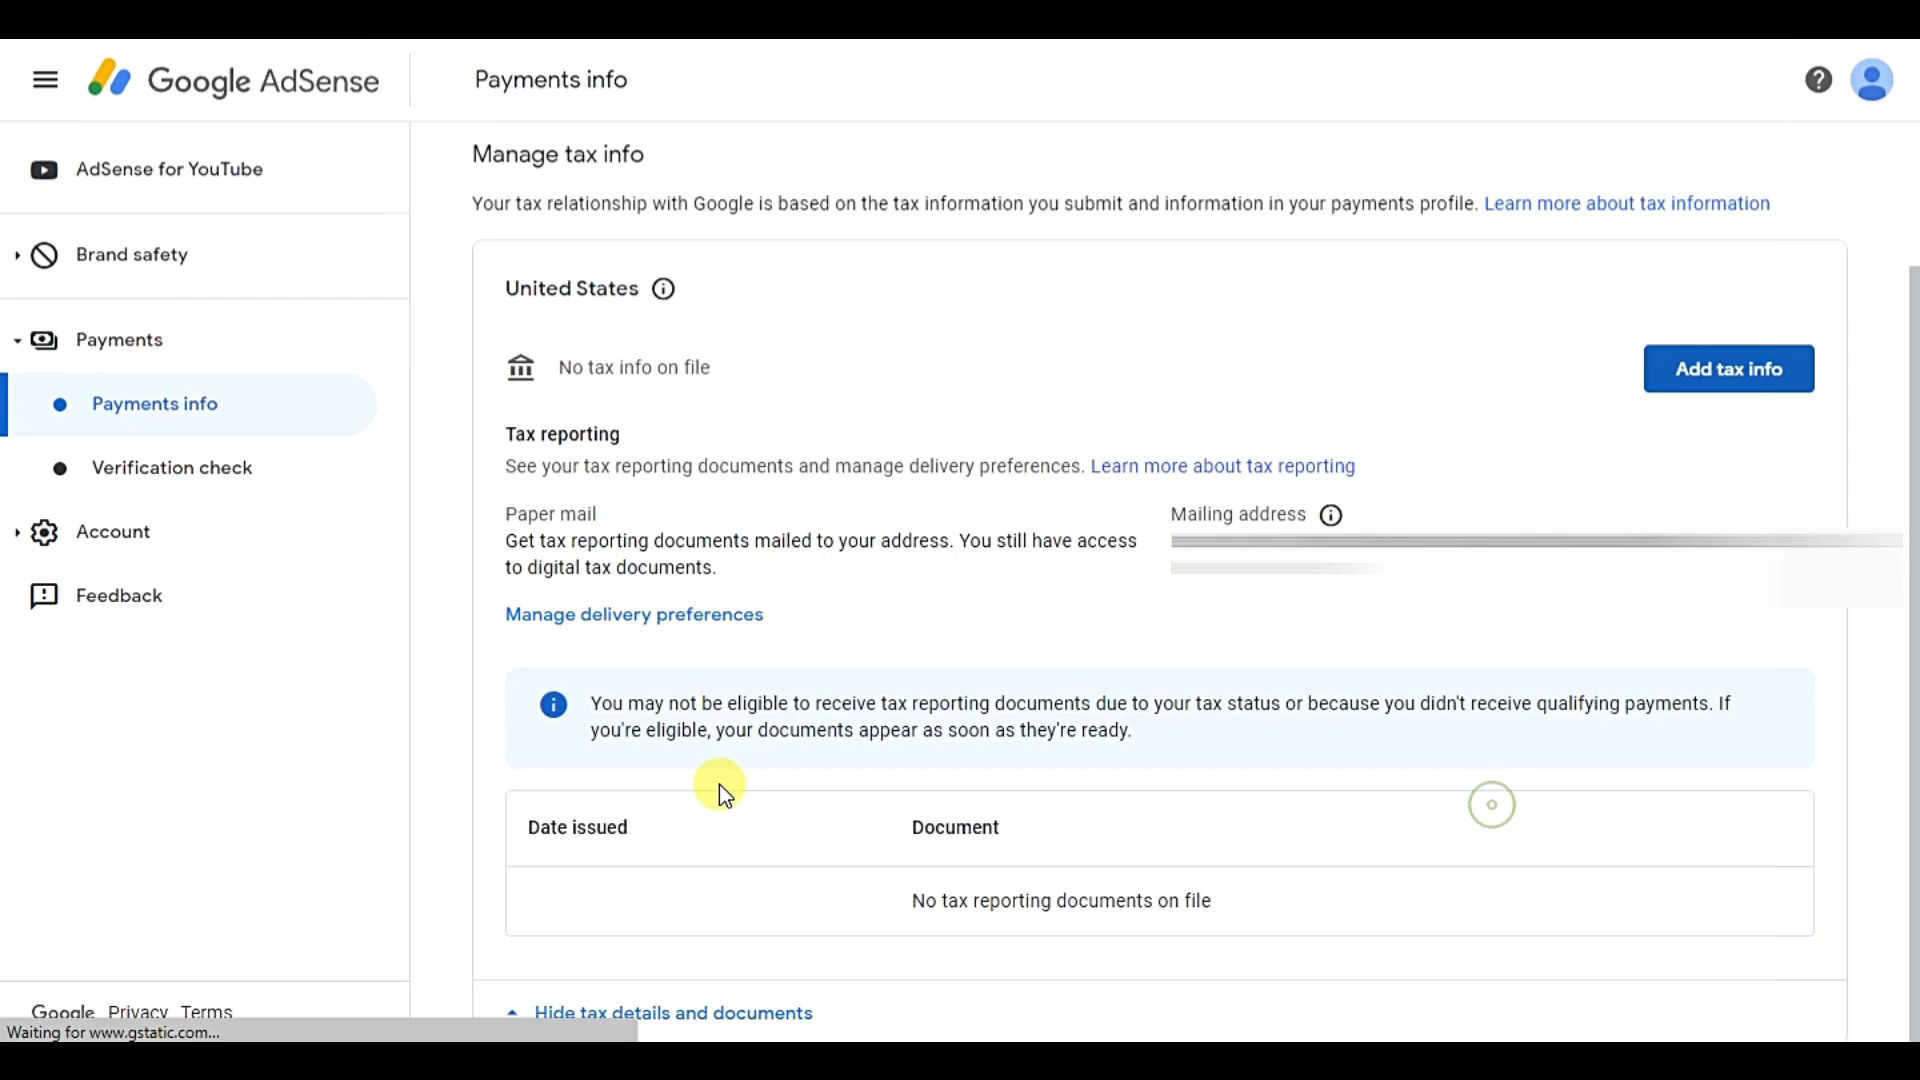 Google AdSense
Payments info
AdSense for YouTube
Brand safety
Payments
Payments info
Verification check
Account
Feedback
Google Privacy Terms
Waiting for www.gstatic.com...
Manage tax info
Your tax relationship with Google is based on the tax information you submit and information in your payments profile. Learn more about tax information
United States
No tax info on file
Add tax info
Tax reporting
See your tax reporting documents and manage delivery preferences. Learn more about tax reporting
Paper mail
Get tax reporting documents mailed to your address. You still have access
to digital tax documents.
Mailing address
Manage delivery preferences
You may not be eligible to receive tax reporting documents due to your tax status or because you didn't receive qualifying payments. If
you're eligible, your documents appear as soon as they're ready.
Date issued Document
No tax reporting documents on file
Hide tax details and documents